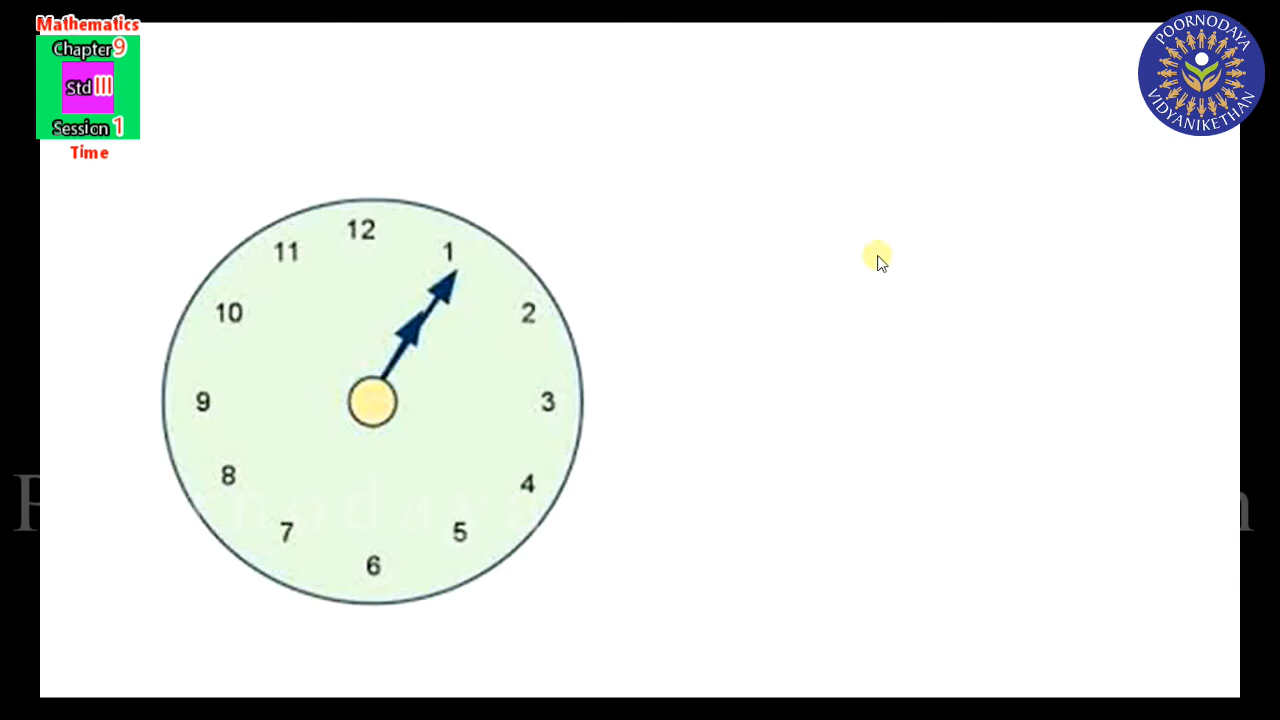 Mathematics
Chapter 9
Std III
Session 1
Time
POORNODAYA
VIDYANIKETHAN
12
11
1
10
2
9
3
8
4
7
5
6